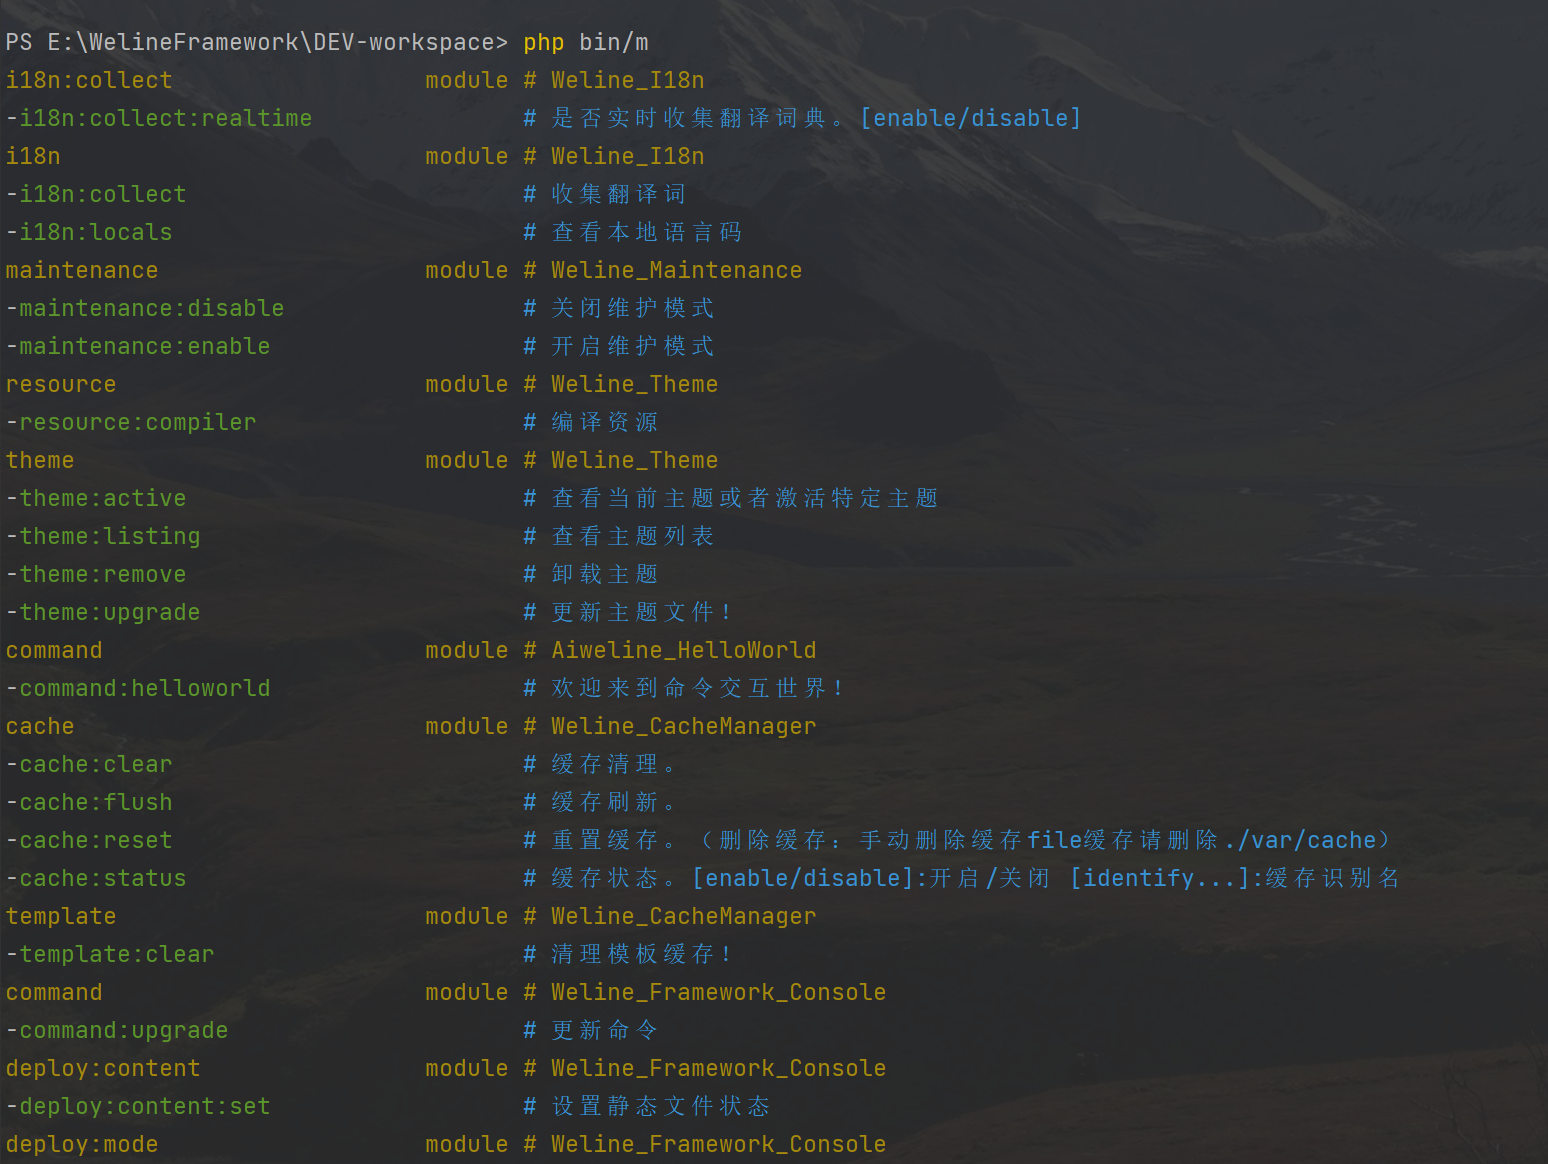 PS E:\WelineFramework\DEV-workspace> php bin/m
i18n:collect module # Weline_I18n
-i18n:collect:realtime # 是否实时收集翻译词典。[enable/disable]
i18n module # Weline_I18n
-i18n:collect # 收集翻译词
-i18n:locals # 查看本地语言码
maintenance module # Weline_Maintenance
-maintenance:disable # 关闭维护模式
-maintenance:enable # 开启维护模式
resource module # Weline_Theme
-resource:compiler # 编译资源
theme module # Weline_Theme
-theme:active # 查看当前主题或者激活特定主题
-theme:listing # 查看主题列表
-theme:remove # 卸载主题
-theme:upgrade # 更新主题文件!
command module # Aiweline_HelloWorld
-command:helloworld # 欢迎来到命令交互世界!
cache module # Weline_CacheManager
-cache:clear # 缓存清理。
-cache:flush # 缓存刷新。
-cache:reset # 重置缓存。（删除缓存：手动删除缓存file缓存请删除./var/cache）
-cache:status # 缓存状态。[enable/disable]:开启/关闭 [identify...]:缓存识别名
template module # Weline_CacheManager
-template:clear # 清理模板缓存!
command module # Weline_Framework_Console
-command:upgrade # 更新命令
deploy:content module # Weline_Framework_Console
-deploy:content:set # 设置静态文件状态
deploy:mode module # Weline_Framework_Console